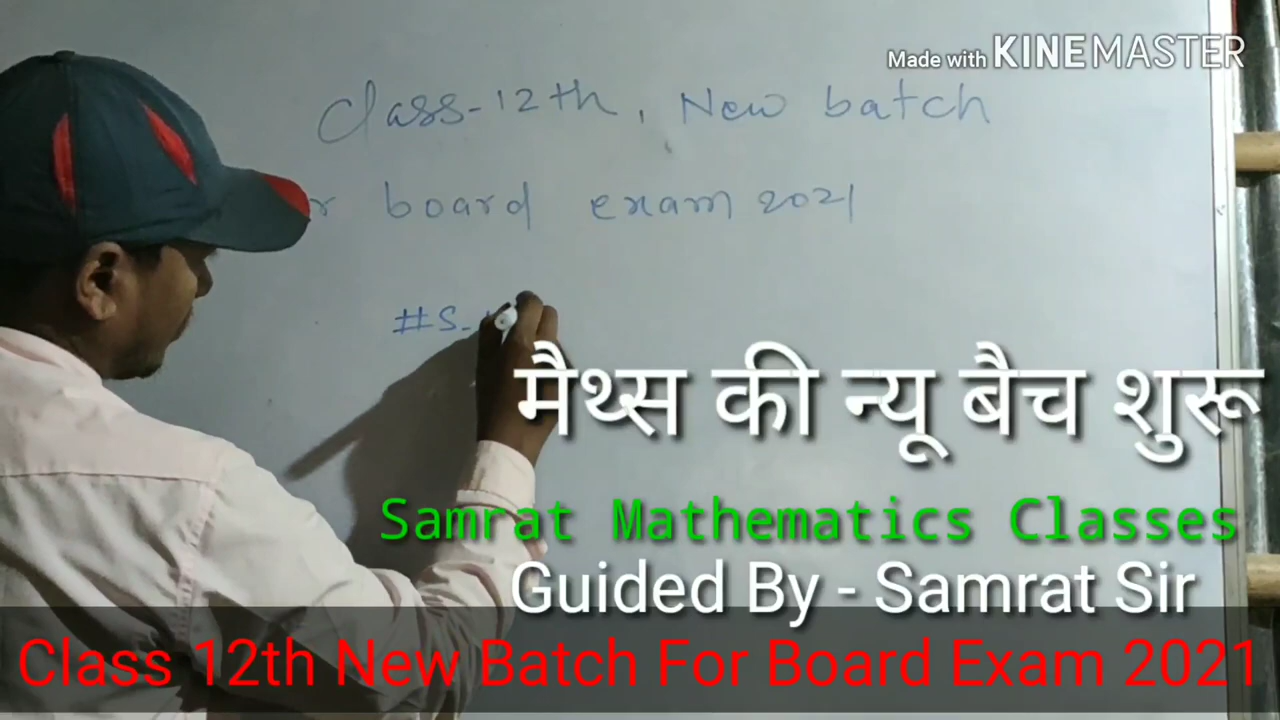 Made with KINEMASTER
Class-12th, New batch
r board exam 2021
#S-
मैथ्स की न्यू बैच शुरू
Samrat Mathematics Classes
Guided By - Samrat Sir
Class 12th New Batch For Board Exam 2021